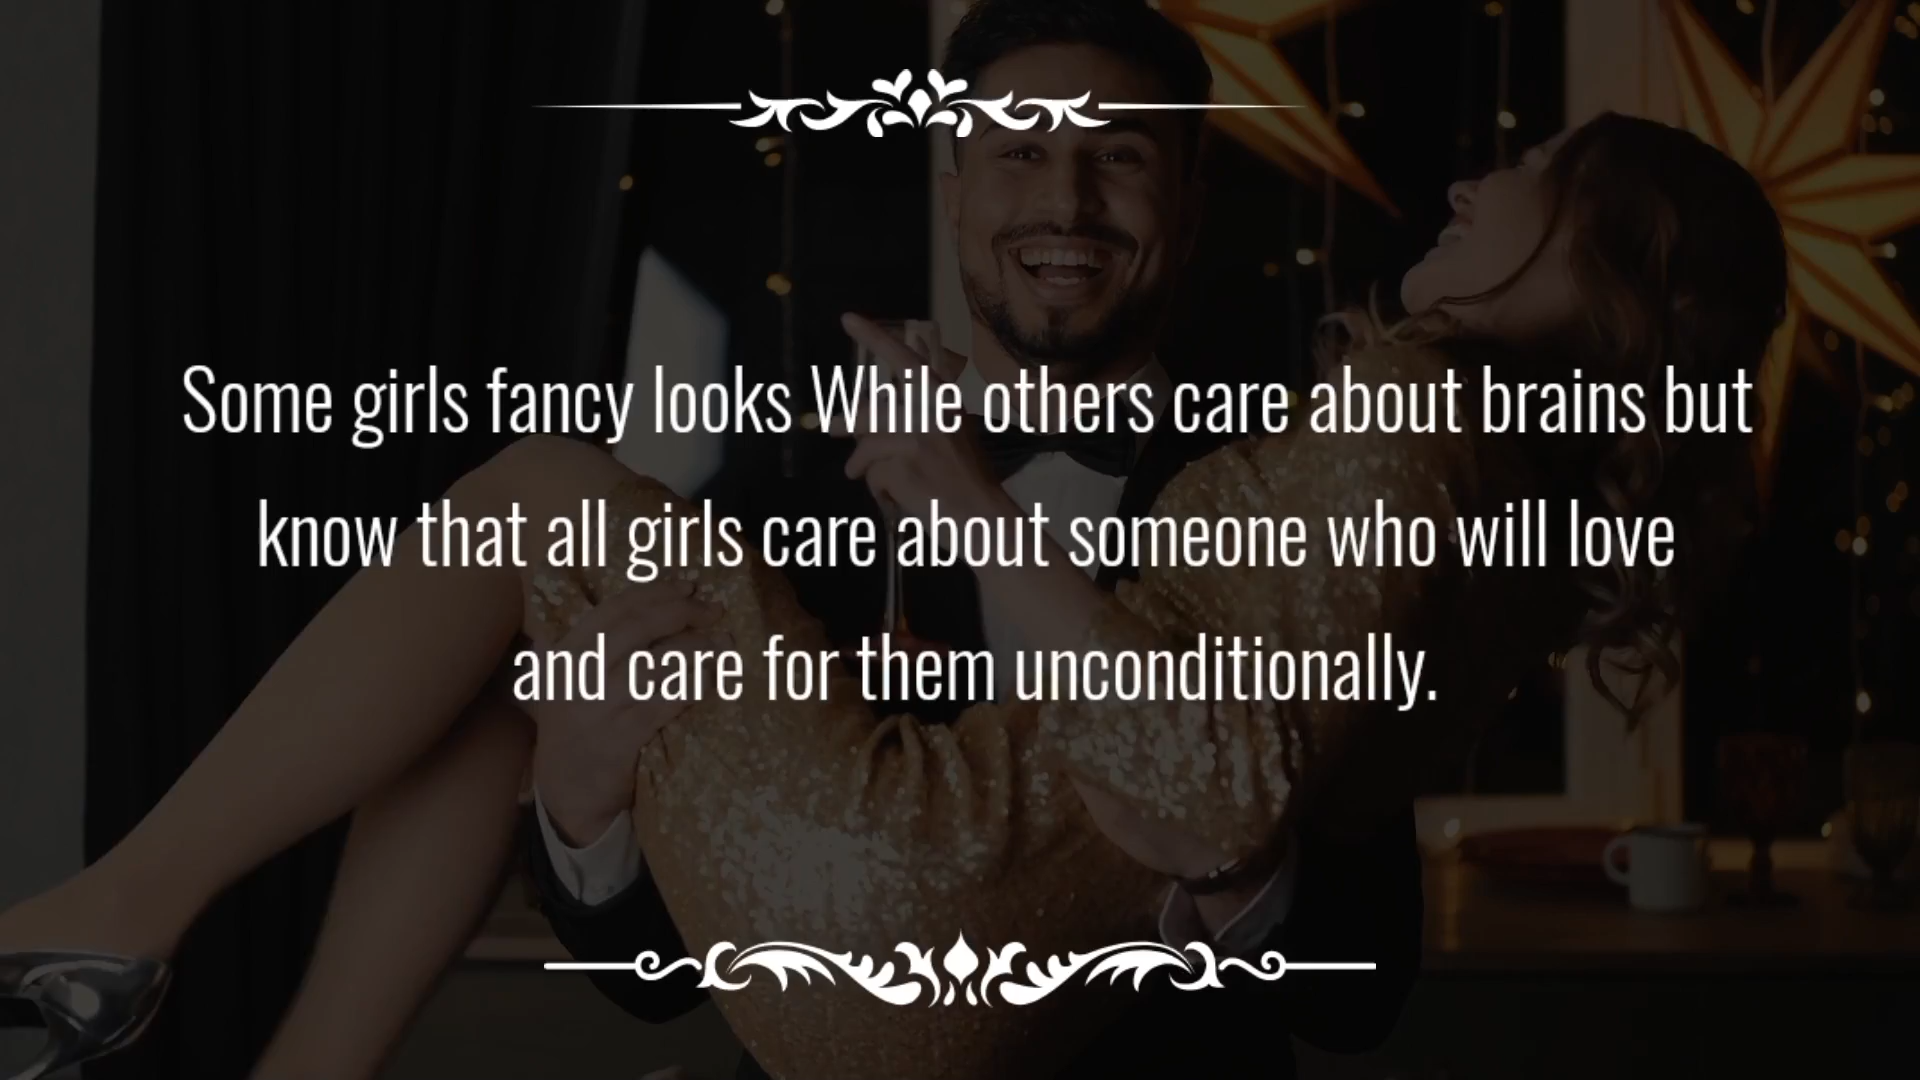 Some girls fancy looks While others care about brains but
know that all girls care about someone who will love
and care for them unconditionally.